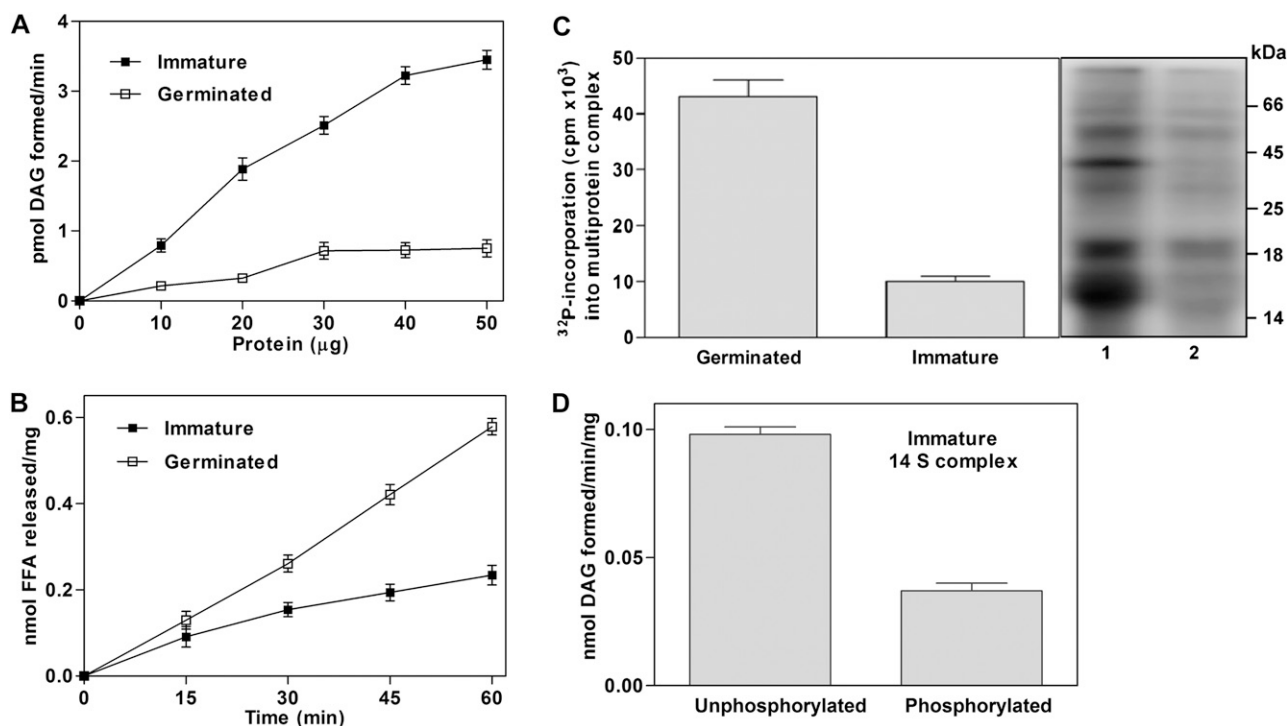 A
pmol DAG formed/min
4
3
2
1
0
Immature
Germinated
0 10 20 30 40 50
Protein (μg)
B
nmol FFA released/mg
0.6
0.4
0.2
0.0
Immature
Germinated
0 15 30 45 60
Time (min)
C
³²P-incorporation (cpm x10³)
into multiprotein complex
50
40
30
20
10
0
Germinated Immature
kDa
66
45
25
18
14
1 2
D
nmol DAG formed/min/mg
0.10
0.05
0.00
Immature
14 S complex
Unphosphorylated Phosphorylated